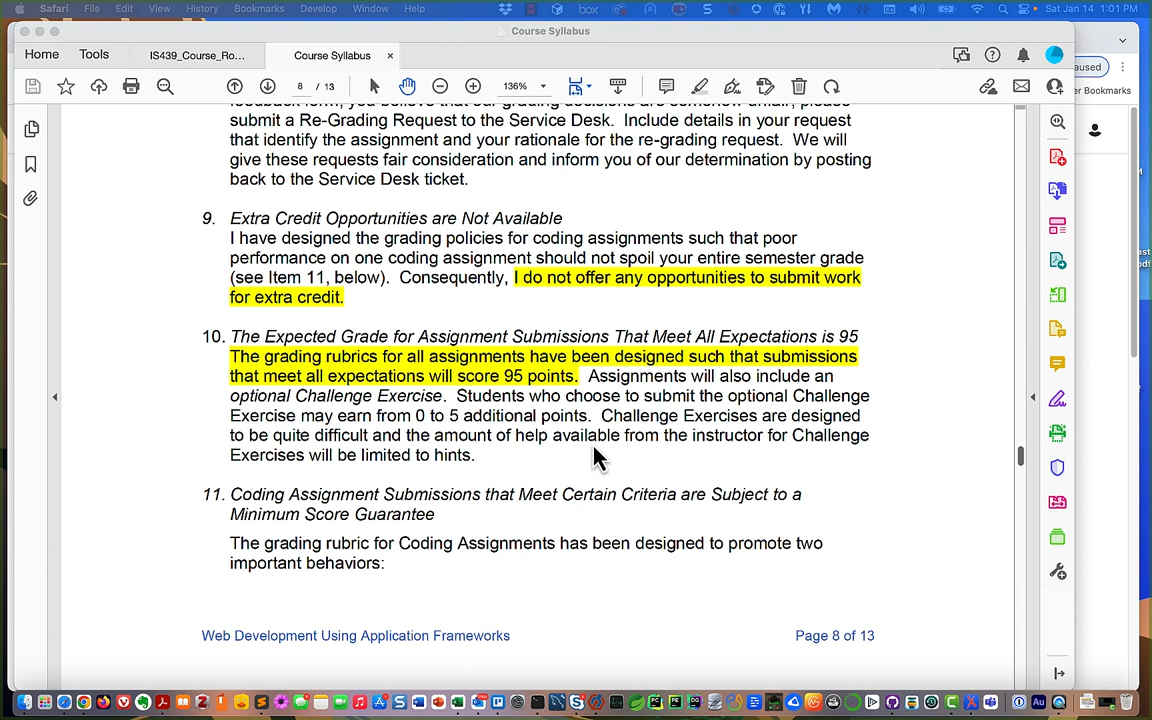 Safari File Edit View History Bookmarks Develop Window Help box Sat Jan 14 1:01 PM
Course Syllabus
Home Tools IS439_Course_Ro... Course Syllabus ×
aused
er Bookmarks
8 / 13 136%
submit a Re-Grading Request to the Service Desk. Include details in your request
that identify the assignment and your rationale for the re-grading request. We will
give these requests fair consideration and inform you of our determination by posting
back to the Service Desk ticket.
9. Extra Credit Opportunities are Not Available
I have designed the grading policies for coding assignments such that poor
performance on one coding assignment should not spoil your entire semester grade
(see Item 11, below). Consequently, I do not offer any opportunities to submit work
for extra credit.
10. The Expected Grade for Assignment Submissions That Meet All Expectations is 95
The grading rubrics for all assignments have been designed such that submissions
that meet all expectations will score 95 points. Assignments will also include an
optional Challenge Exercise. Students who choose to submit the optional Challenge
Exercise may earn from 0 to 5 additional points. Challenge Exercises are designed
to be quite difficult and the amount of help available from the instructor for Challenge
Exercises will be limited to hints.
11. Coding Assignment Submissions that Meet Certain Criteria are Subject to a
Minimum Score Guarantee
The grading rubric for Coding Assignments has been designed to promote two
important behaviors:
Web Development Using Application Frameworks Page 8 of 13